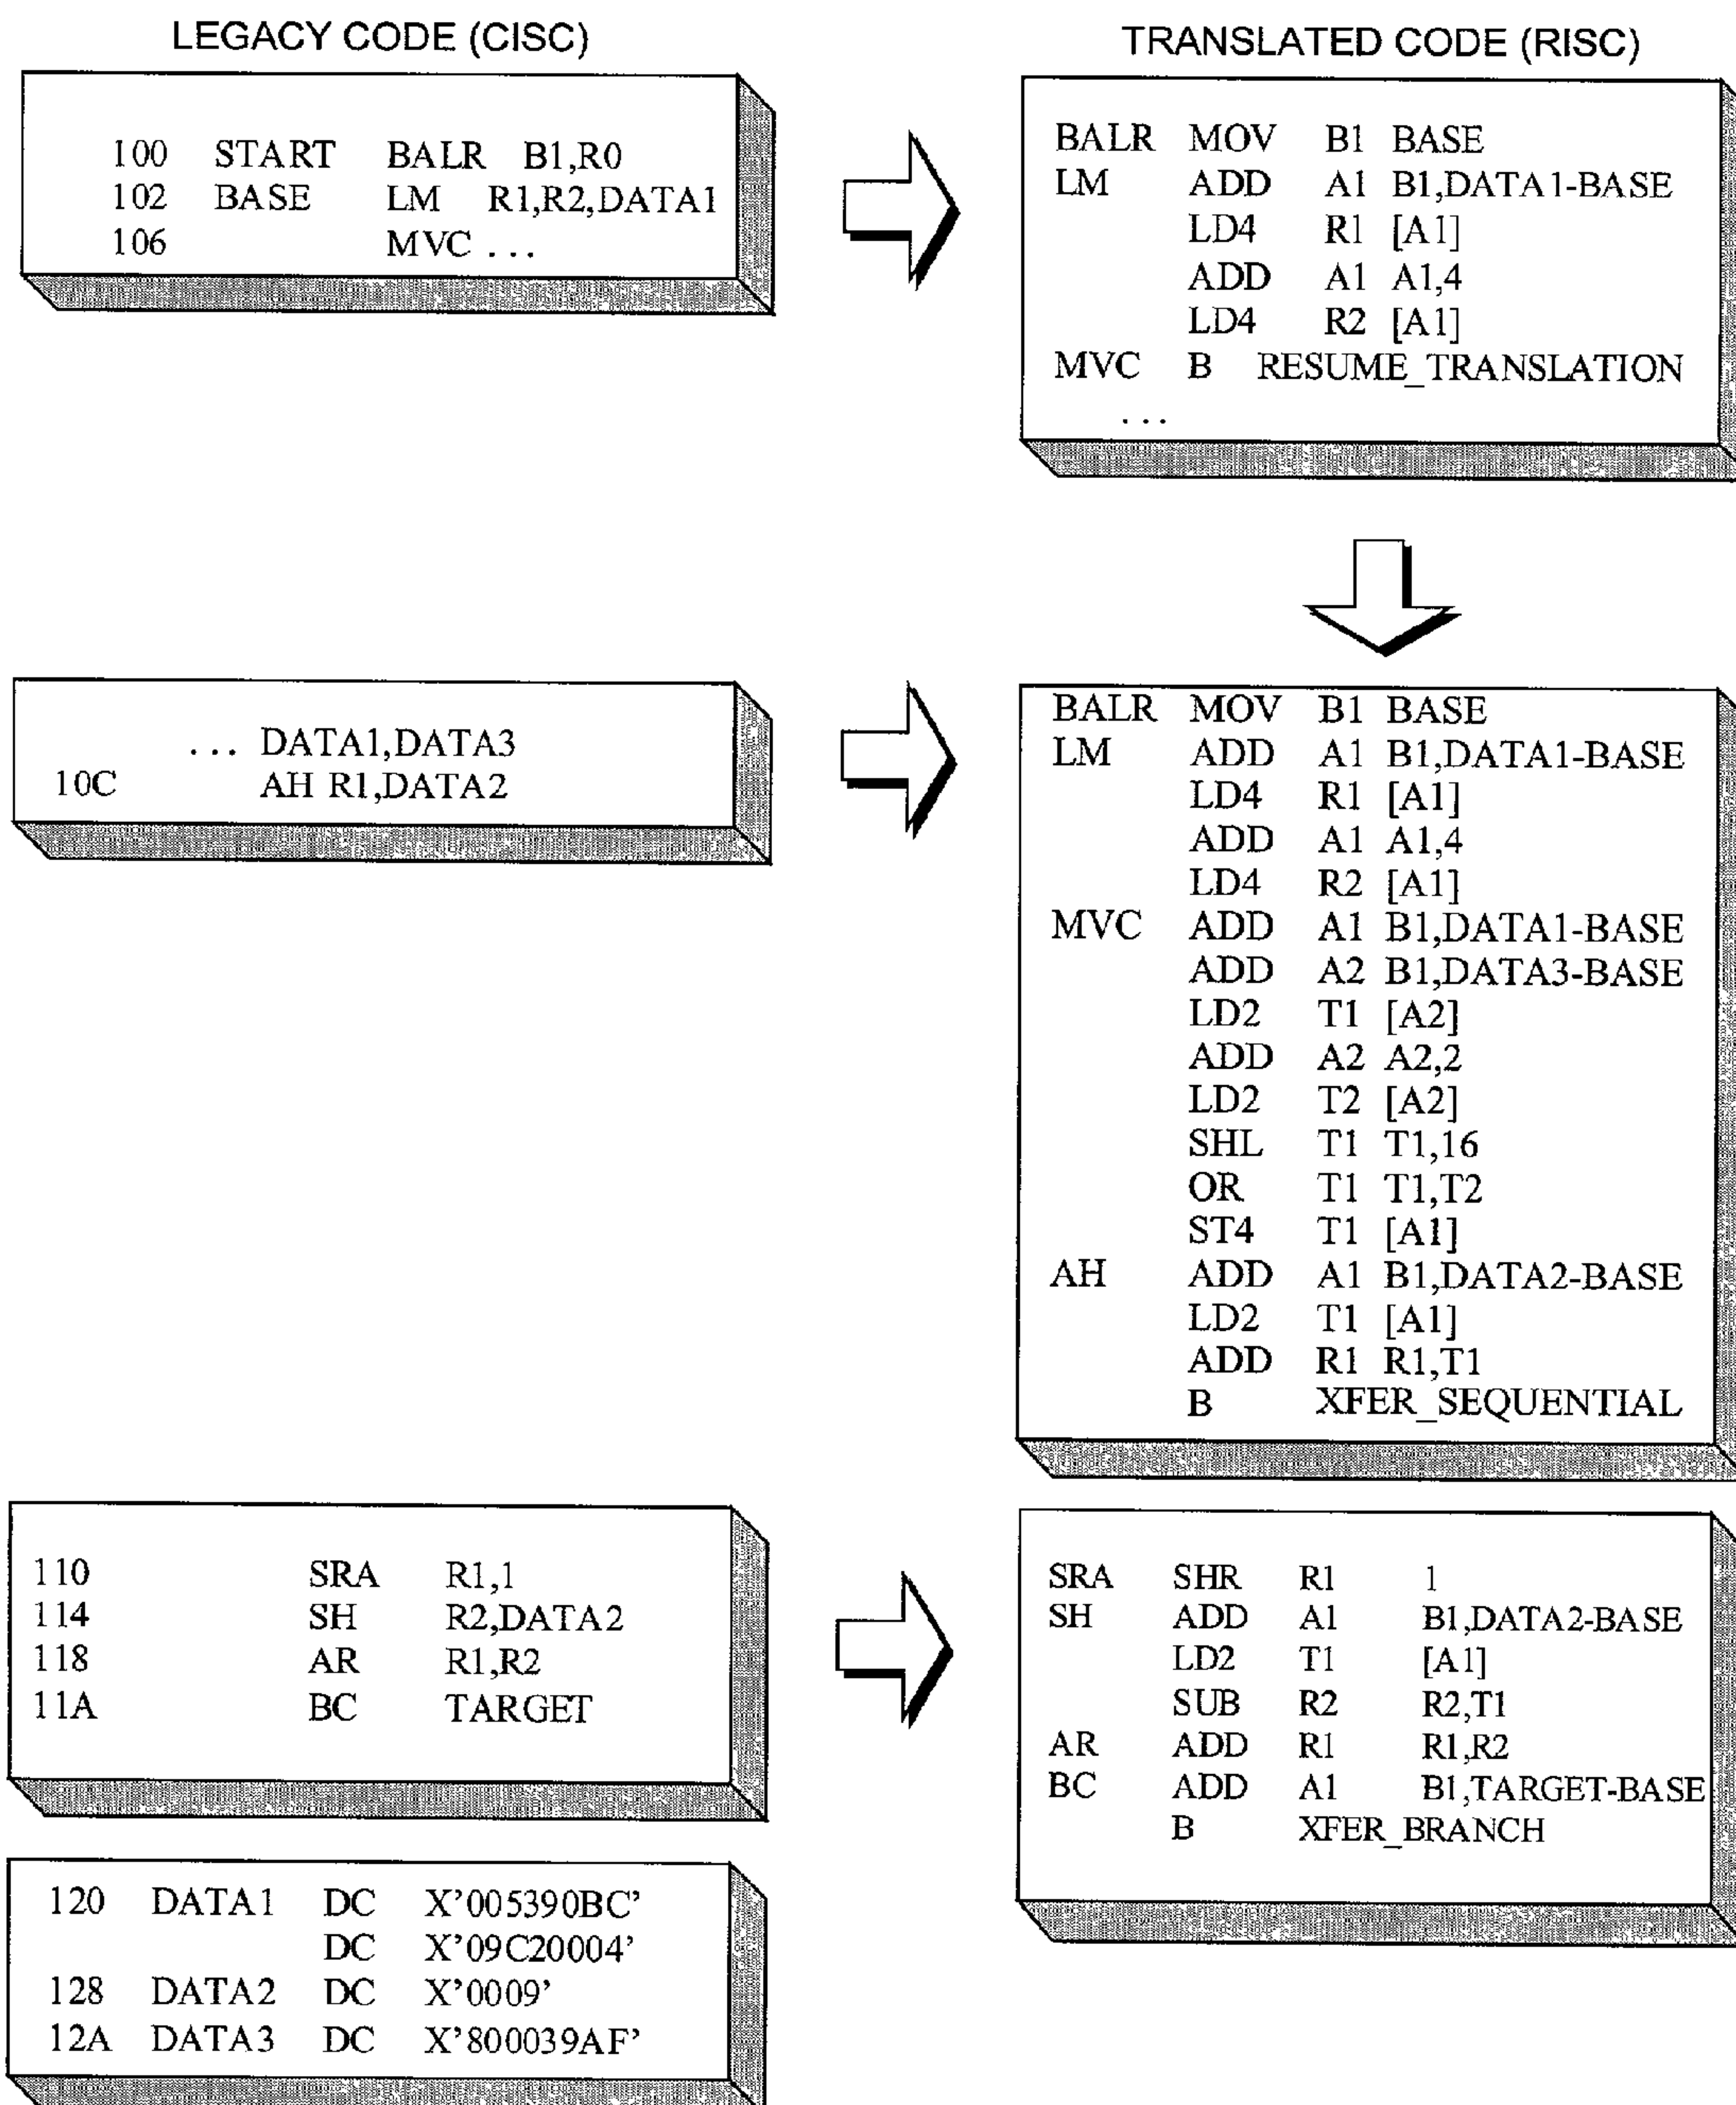 LEGACY CODE (CISC)
TRANSLATED CODE (RISC)
100 START BALR B1,R0
102 BASE LM R1,R2,DATA1
106 MVC ...
BALR MOV B1 BASE
LM ADD A1 B1,DATA1-BASE
LD4 R1 [A1]
ADD A1 A1,4
LD4 R2 [A1]
MVC B RESUME_TRANSLATION
...
... DATA1,DATA3
10C AH R1,DATA2
BALR MOV B1 BASE
LM ADD A1 B1,DATA1-BASE
LD4 R1 [A1]
ADD A1 A1,4
LD4 R2 [A1]
MVC ADD A1 B1,DATA1-BASE
ADD A2 B1,DATA3-BASE
LD2 T1 [A2]
ADD A2 A2,2
LD2 T2 [A2]
SHL T1 T1,16
OR T1 T1,T2
ST4 T1 [A1]
AH ADD A1 B1,DATA2-BASE
LD2 T1 [A1]
ADD R1 R1,T1
B XFER_SEQUENTIAL
110 SRA R1,1
114 SH R2,DATA2
118 AR R1,R2
11A BC TARGET
SRA SHR R1 1
SH ADD A1 B1,DATA2-BASE
LD2 T1 [A1]
SUB R2 R2,T1
AR ADD R1 R1,R2
BC ADD A1 B1,TARGET-BASE
B XFER_BRANCH
120 DATA1 DC X'005390BC'
DC X'09C20004'
128 DATA2 DC X'0009'
12A DATA3 DC X'800039AF'